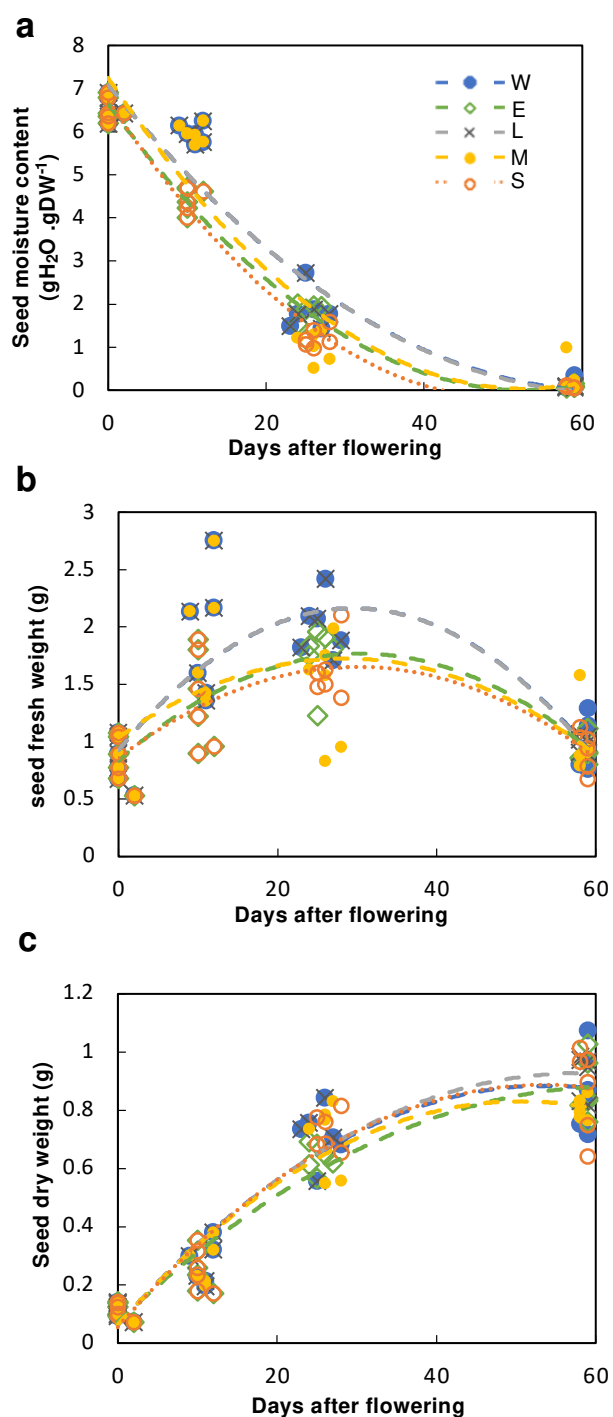 a
8
7
6
5
4
3
2
1
0
Seed moisture content
(gH₂O .gDW⁻¹)
W
E
L
M
S
0 20 40 60
Days after flowering
b
3
2.5
2
1.5
1
0.5
0
seed fresh weight (g)
0 20 40 60
Days after flowering
c
1.2
1
0.8
0.6
0.4
0.2
0
Seed dry weight (g)
0 20 40 60
Days after flowering